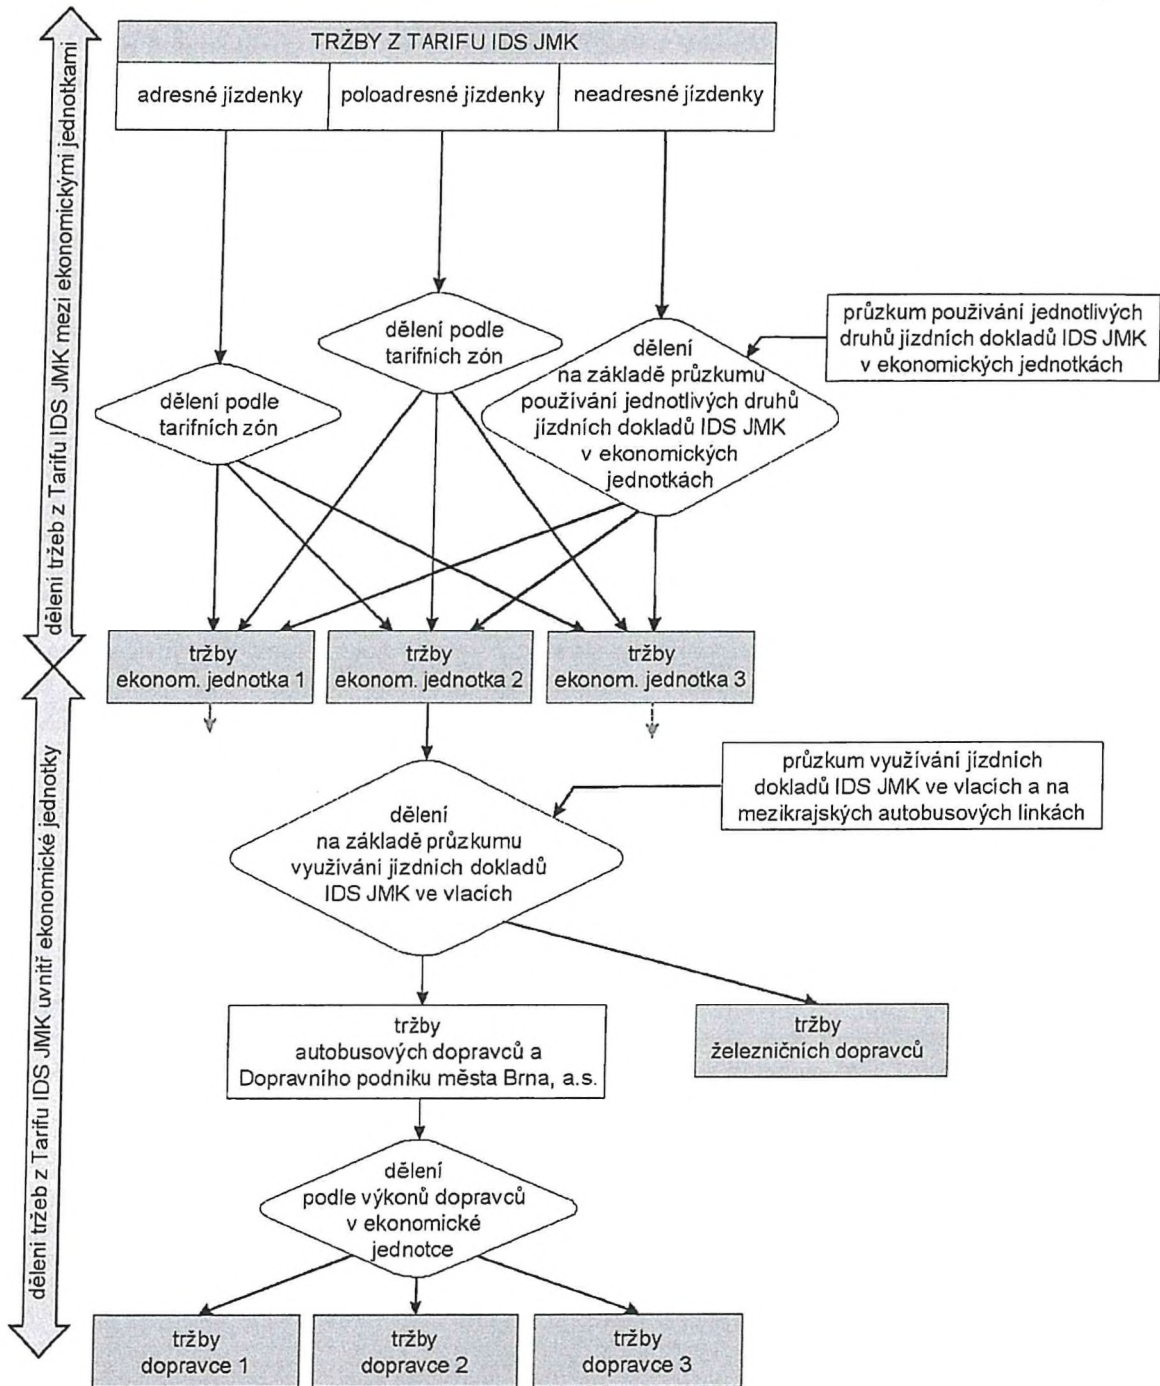 TRŽBY Z TARIFU IDS JMK
adresné jízdenky
poloadresné jízdenky
neadresné jízdenky
dělení tržeb z Tarifu IDS JMK mezi ekonomickými jednotkami
dělení podle
tarifních zón
dělení podle
tarifních zón
dělení
na základě průzkumu
používání jednotlivých druhů
jízdních dokladů IDS JMK
v ekonomických
jednotkách
průzkum používání jednotlivých
druhů jízdních dokladů IDS JMK
v ekonomických jednotkách
tržby
ekonom. jednotka 1
tržby
ekonom. jednotka 2
tržby
ekonom. jednotka 3
dělení tržeb z Tarifu IDS JMK uvnitř ekonomické jednotky
dělení
na základě průzkumu
využívání jízdních dokladů
IDS JMK ve vlacích
průzkum využívání jízdních
dokladů IDS JMK ve vlacích a na
mezikrajských autobusových linkách
tržby
autobusových dopravců a
Dopravního podniku města Brna, a.s.
tržby
železničních dopravců
dělení
podle výkonů dopravců
v ekonomické
jednotce
tržby
dopravce 1
tržby
dopravce 2
tržby
dopravce 3